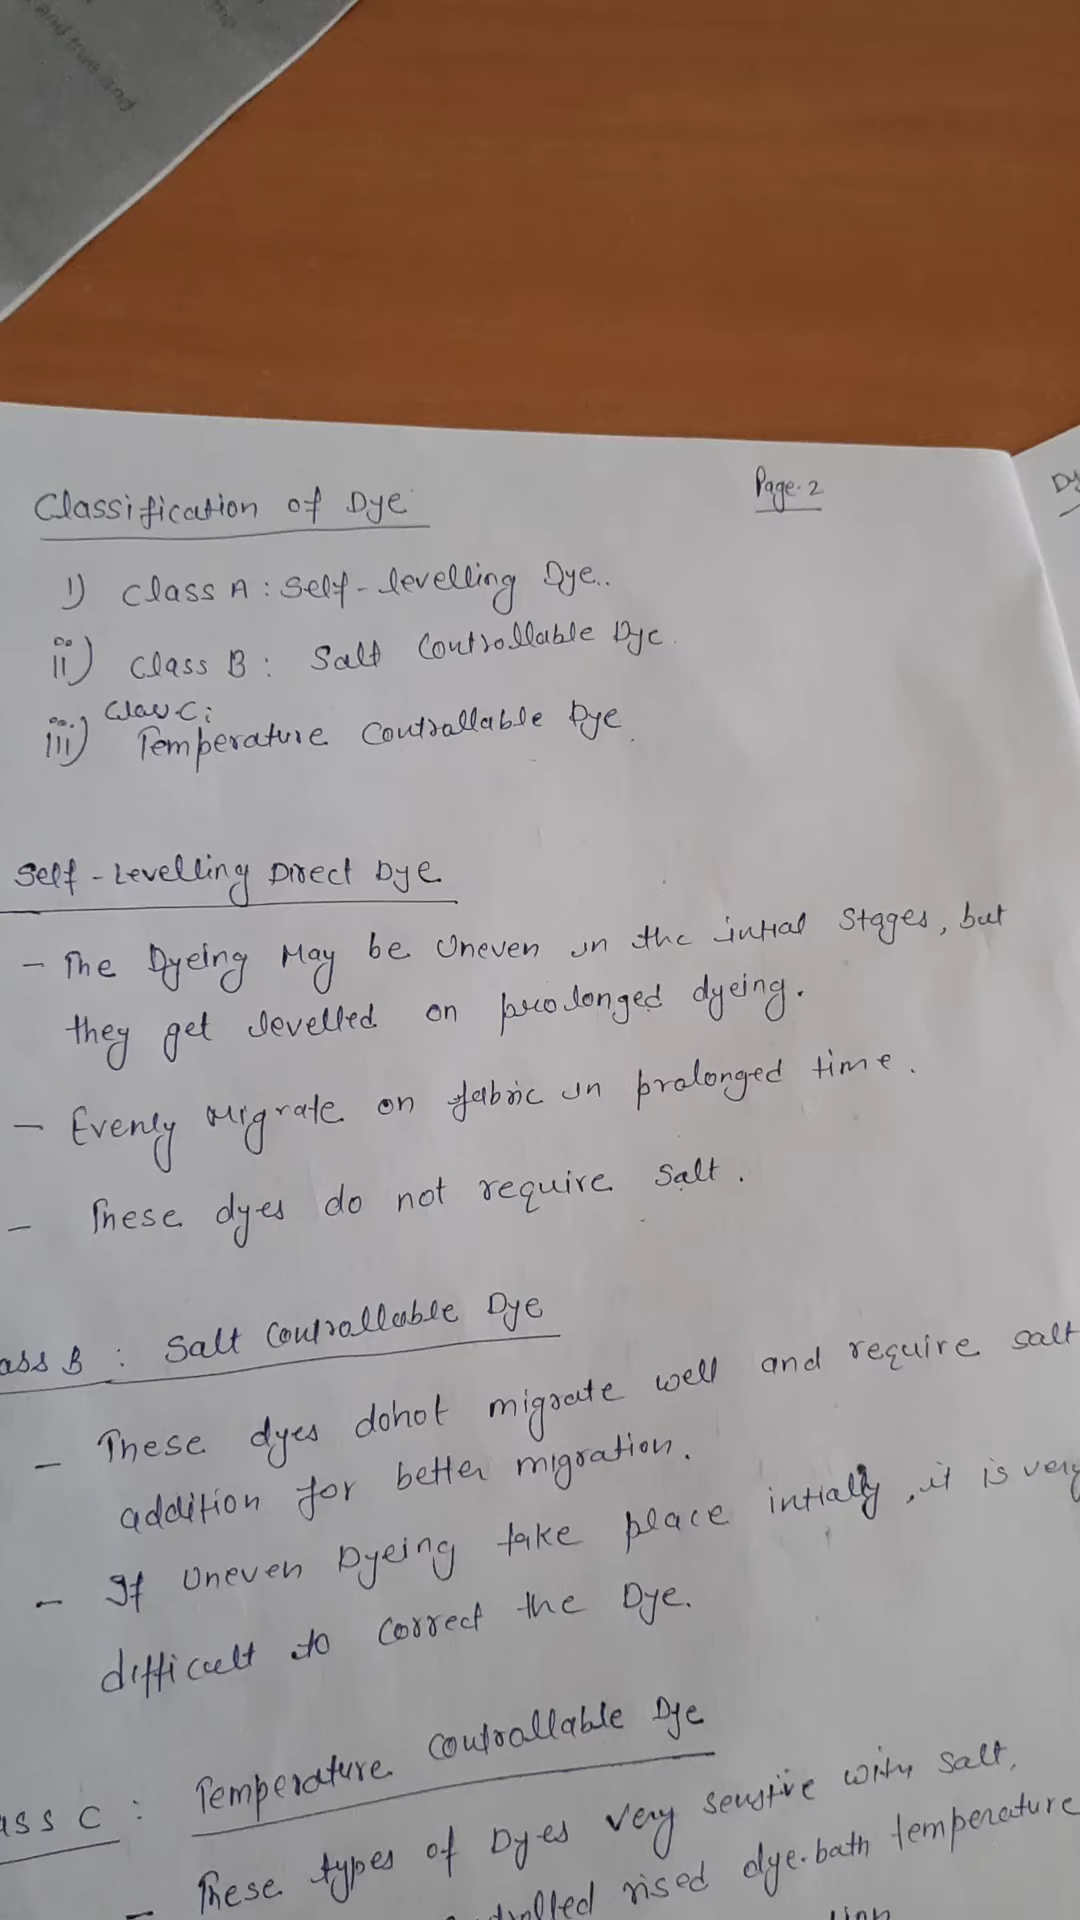 Classification of Dye
Page-2
1) Class A : Self-levelling Dye..
ii) Class B : Salt Controllable Dye.
Class C:
iii) Temperature Controllable Dye.
Self-Levelling Direct Dye
- The Dyeing May be Uneven in the intial Stages, but
they get levelled on prolonged dyeing.
- Evenly Migrate on fabric in prolonged time.
- These dyes do not require salt.
ass B : Salt Controllable Dye
- These dyes donot migrate well and require salt
addition for better migration.
- If Uneven Dyeing take place intially, it is very
difficult to correct the Dye.
ass C : Temperature Controllable Dye
- These types of Dyes very senstive with salt,
rised dye-bath temperature